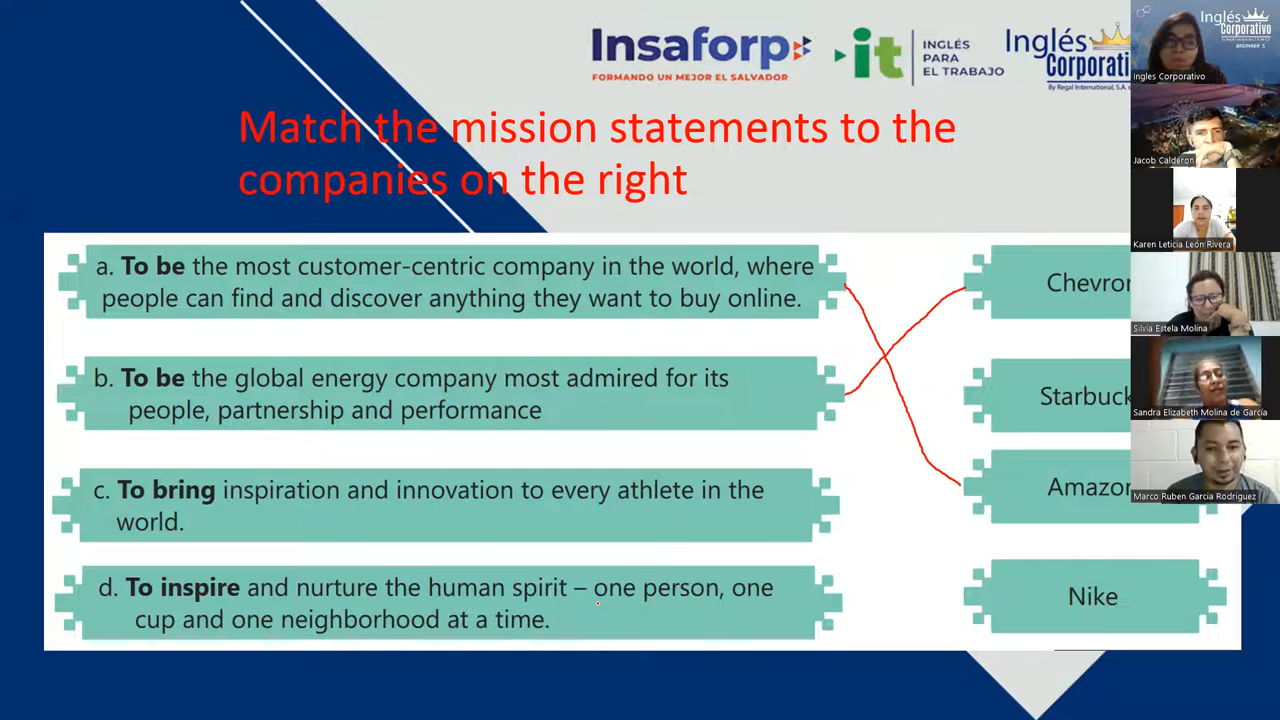 Insaforp
FORMANDO UN MEJOR EL SALVADOR
it
INGLÉS
PARA
EL TRABAJO
Inglés
Corporati
By Regal International, S.A. d
Match the mission statements to the
companies on the right
a. To be the most customer-centric company in the world, where
people can find and discover anything they want to buy online.
b. To be the global energy company most admired for its
people, partnership and performance
c. To bring inspiration and innovation to every athlete in the
world.
d. To inspire and nurture the human spirit – one person, one
cup and one neighborhood at a time.
Chevron
Starbuck
Amazon
Nike
Inglés
Corporativo
BEGINNER 5
Ingles Corporativo
Jacob Calderon
Karen Leticia León Rivera
Silvia Estela Molina
Sandra Elizabeth Molina de García
Marco Ruben Garcia Rodriguez